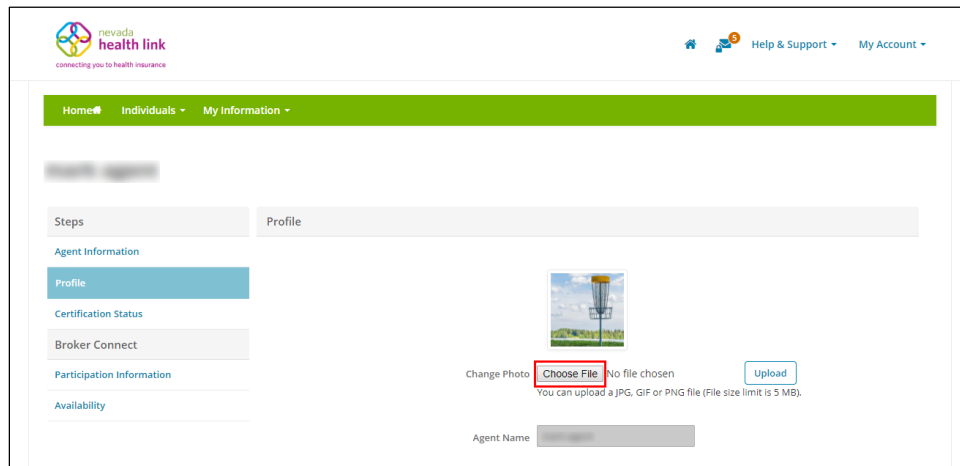 nevada
health link
connecting you to health insurance
5
Help & Support
My Account
Home
Individuals
My Information
Steps
Profile
Agent Information
Profile
Certification Status
Broker Connect
Participation Information
Availability
Change Photo
Choose File No file chosen
Upload
You can upload a JPG, GIF or PNG file (File size limit is 5 MB).
Agent Name